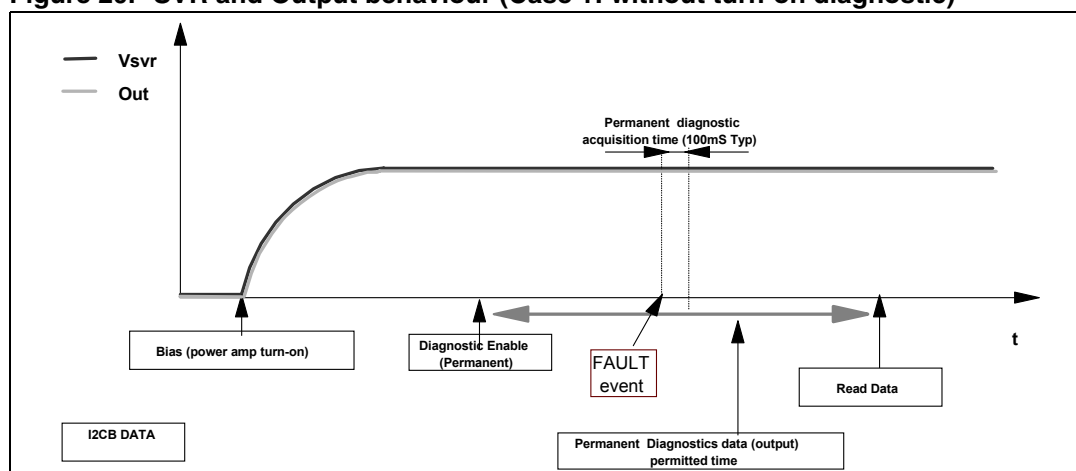 Figure 20. SVR and Output behaviour (Case 1: without turn-on diagnostic)
Vsvr
Out
Permanent diagnostic
acquisition time (100mS Typ)
t
Bias (power amp turn-on)
Diagnostic Enable
(Permanent)
FAULT
event
Read Data
I2CB DATA
Permanent Diagnostics data (output)
permitted time